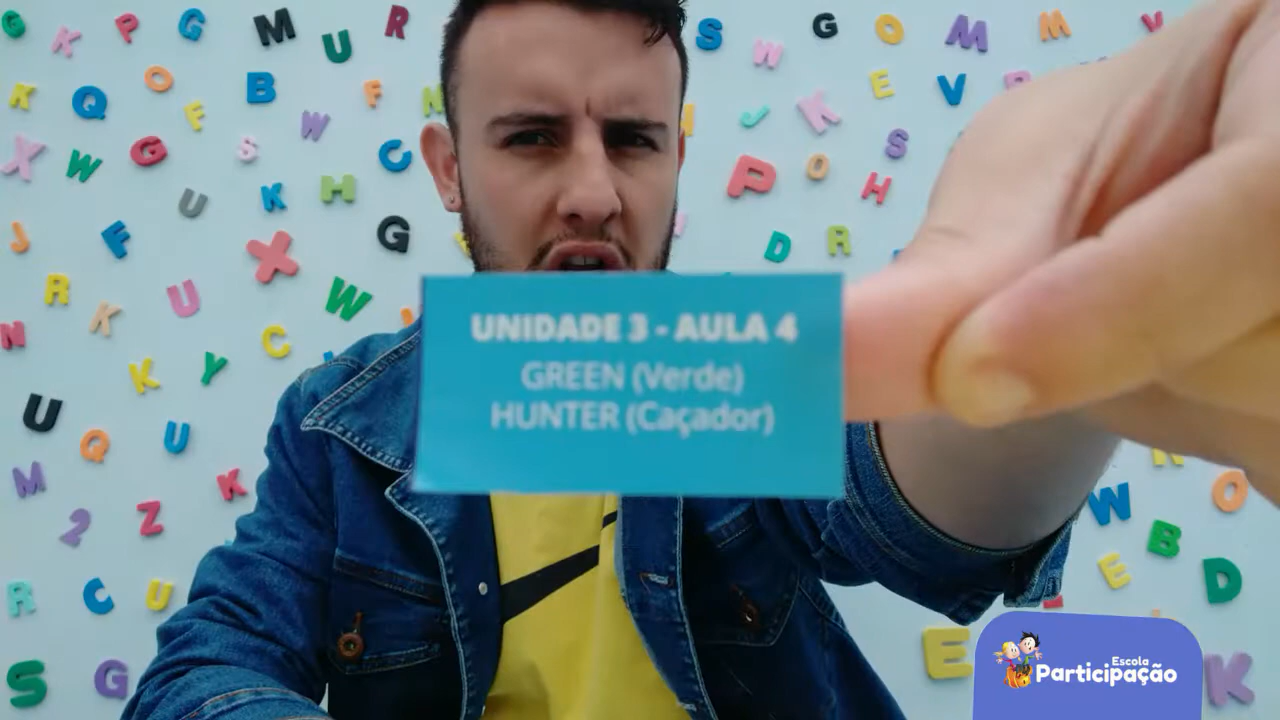 UNIDADE 3 - AULA 4
GREEN (Verde)
HUNTER (Caçador)
Escola
Participação